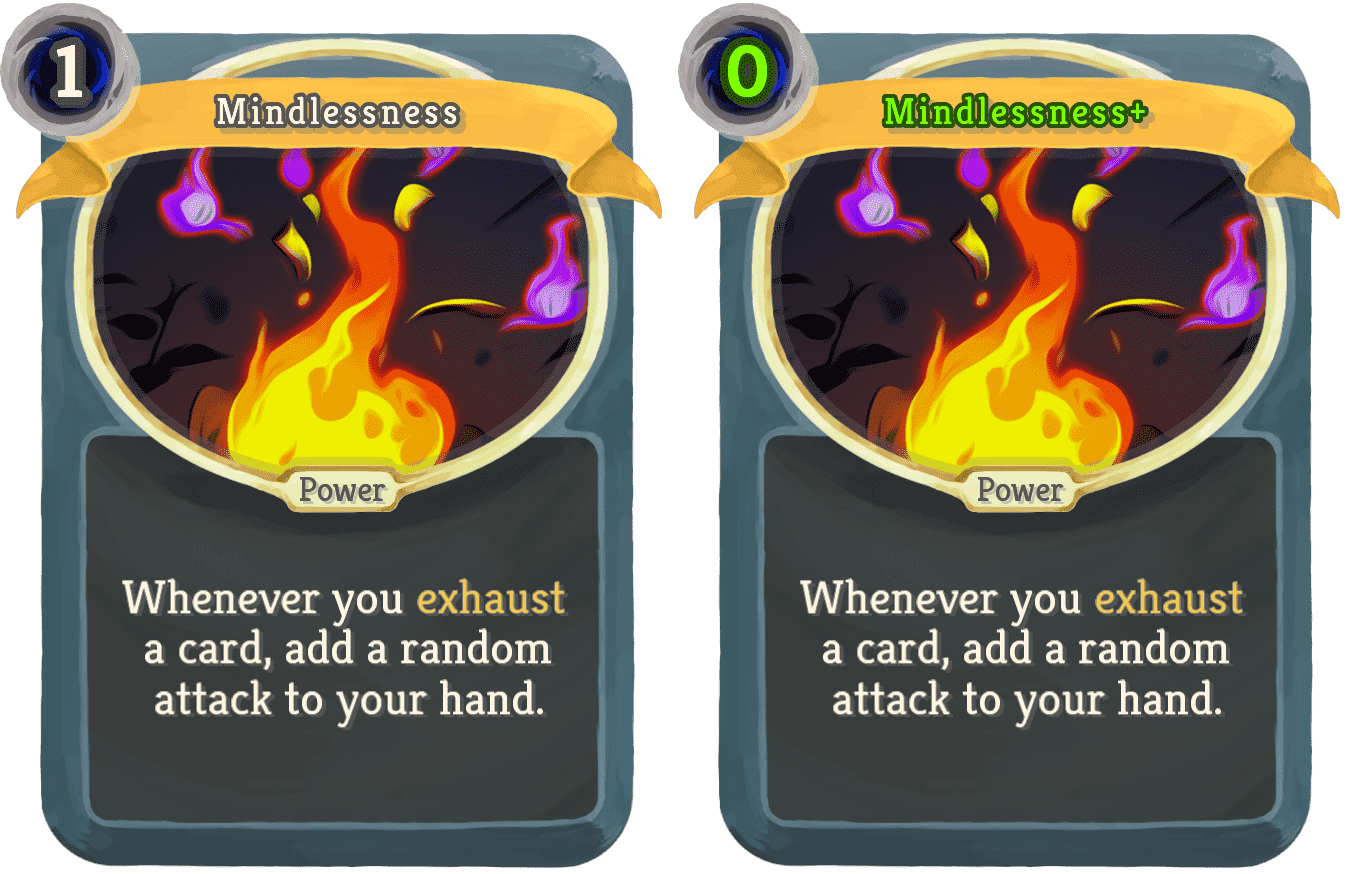 1
Mindlessness
Power
Whenever you exhaust
a card, add a random
attack to your hand.
0
Mindlessness+
Power
Whenever you exhaust
a card, add a random
attack to your hand.